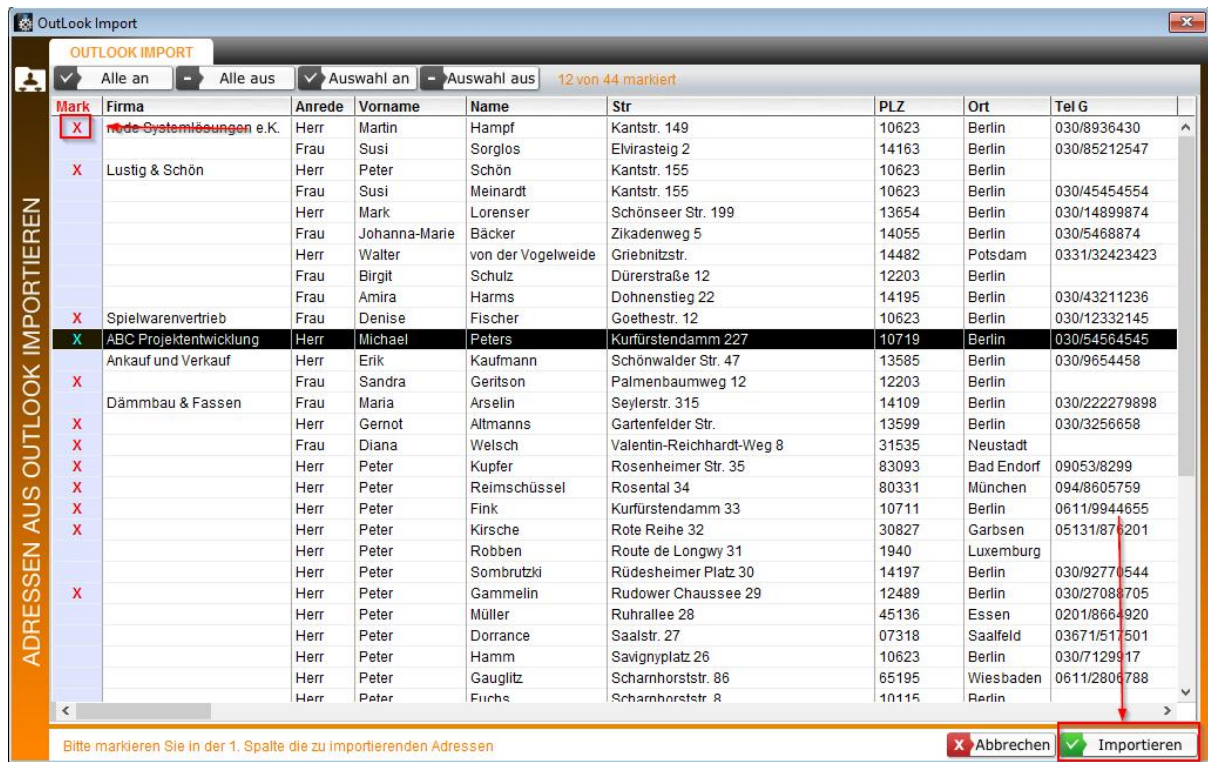 OutLook Import
OUTLOOK IMPORT
Alle an Alle aus Auswahl an Auswahl aus 12 von 44 markiert
Mark Firma Anrede Vorname Name Str PLZ Ort Tel G
X node Systemlösungen e.K. Herr Martin Hampf Kantstr. 149 10623 Berlin 030/8936430
Frau Susi Sorglos Elvirasteig 2 14163 Berlin 030/85212547
X Lustig & Schön Herr Peter Schön Kantstr. 155 10623 Berlin
Frau Susi Meinardt Kantstr. 155 10623 Berlin 030/45454554
Herr Mark Lorenser Schönseer Str. 199 13654 Berlin 030/14899874
Frau Johanna-Marie Bäcker Zikadenweg 5 14055 Berlin 030/5468874
Herr Walter von der Vogelweide Griebnitzstr. 14482 Potsdam 0331/32423423
Frau Birgit Schulz Dürerstraße 12 12203 Berlin
Frau Amira Harms Dohnenstieg 22 14195 Berlin 030/43211236
X Spielwarenvertrieb Frau Denise Fischer Goethestr. 12 10623 Berlin 030/12332145
X ABC Projektentwicklung Herr Michael Peters Kurfürstendamm 227 10719 Berlin 030/54564545
Ankauf und Verkauf Herr Erik Kaufmann Schönwalder Str. 47 13585 Berlin 030/9654458
X Frau Sandra Geritson Palmenbaumweg 12 12203 Berlin
Dämmbau & Fassen Frau Maria Arselin Seylerstr. 315 14109 Berlin 030/222279898
X Herr Gernot Altmanns Gartenfelder Str. 13599 Berlin 030/3256658
X Frau Diana Welsch Valentin-Reichhardt-Weg 8 31535 Neustadt
X Herr Peter Kupfer Rosenheimer Str. 35 83093 Bad Endorf 09053/8299
X Herr Peter Reimschüssel Rosental 34 80331 München 094/8605759
X Herr Peter Fink Kurfürstendamm 33 10711 Berlin 0611/9944655
X Herr Peter Kirsche Rote Reihe 32 30827 Garbsen 05131/876201
Herr Peter Robben Route de Longwy 31 1940 Luxemburg
Herr Peter Sombrutzki Rüdesheimer Platz 30 14197 Berlin 030/92770544
X Herr Peter Gammelin Rudower Chaussee 29 12489 Berlin 030/27088705
Herr Peter Müller Ruhrallee 28 45136 Essen 0201/8664920
Herr Peter Dorrance Saalstr. 27 07318 Saalfeld 03671/517501
Herr Peter Hamm Savignyplatz 26 10623 Berlin 030/7129917
Herr Peter Gauglitz Scharnhorststr. 86 65195 Wiesbaden 0611/2806788
Herr Peter Fuchs Scharnhorststr. 8 10115 Berlin
ADRESSEN AUS OUTLOOK IMPORTIEREN
Bitte markieren Sie in der 1. Spalte die zu importierenden Adressen
Abbrechen Importieren